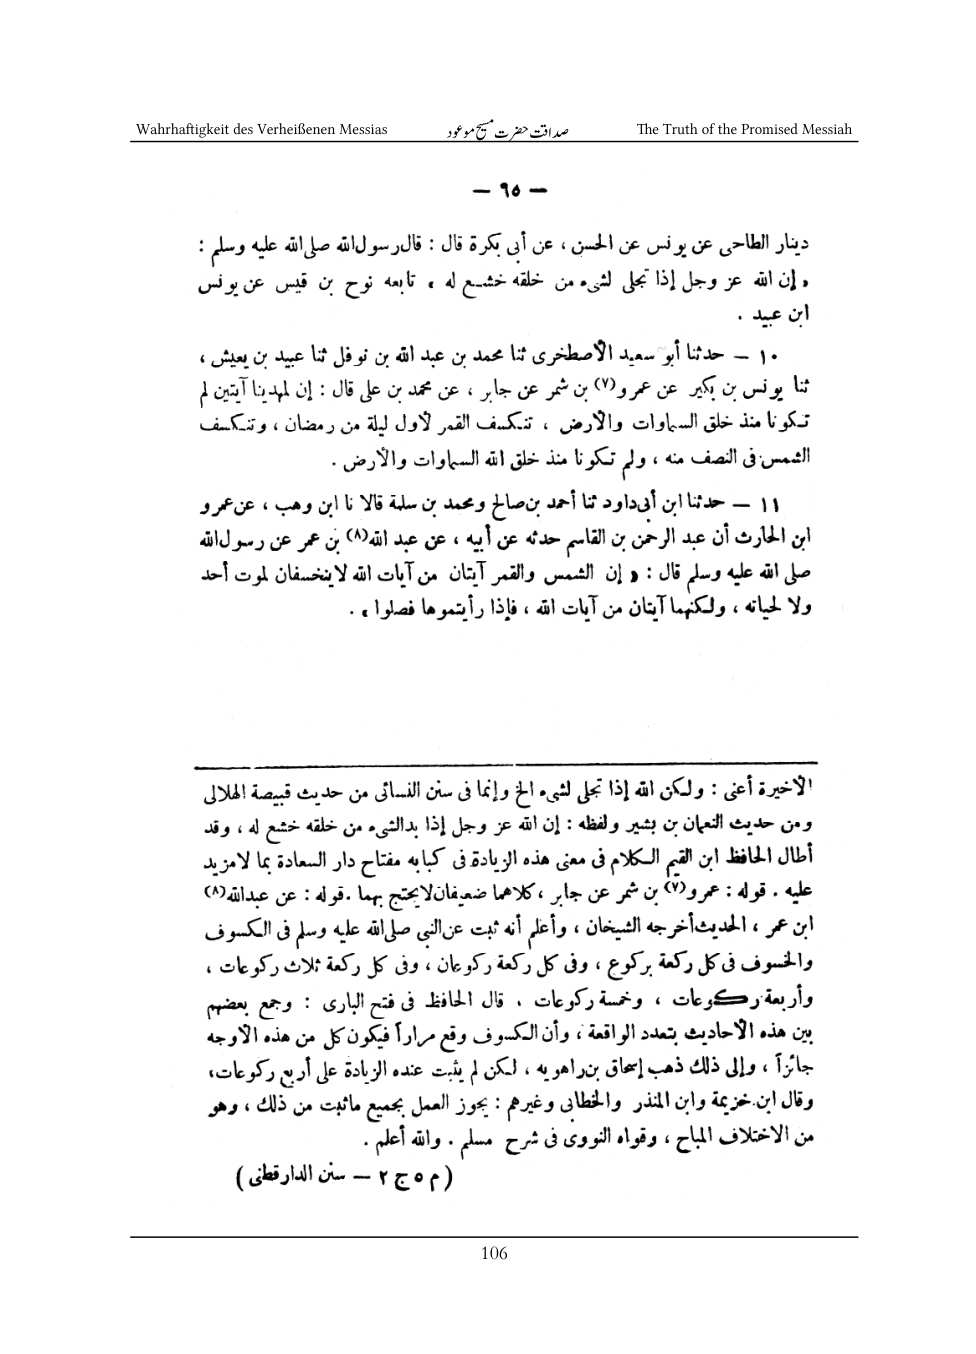 Wahrhaftigkeit des Verheißenen Messias صداقت حضرت مسیح موعود The Truth of the Promised Messiah
— ٦٥ —
دينار الطاحى عن يونس عن الحسن ، عن أبى بكرة قال : قال رسول الله صلى الله عليه وسلم :
« إن الله عز وجل إذا تجلى لشىء من خلقه خشع له » تابعه نوح بن قيس عن يونس
ابن عبيد .
١٠ — حدثنا أبو سعيد الأصطخرى ثنا محمد بن عبد الله بن نوفل ثنا عبيد بن يعيش ،
ثنا يونس بن بكير عن عمرو(٧) بن شمر عن جابر ، عن محمد بن على قال : إن لمهدينا آيتين لم
تكونا منذ خلق السماوات والأرض ، تنكسف القمر لأول ليلة من رمضان ، وتنكسف
الشمس فى النصف منه ، ولم تكونا منذ خلق الله السماوات والأرض .
١١ — حدثنا ابن أبى داود ثنا أحمد بن صالح ومحمد بن سلمة قالا نا ابن وهب ، عن عمرو
ابن الحارث أن عبد الرحمن بن القاسم حدثه عن أبيه ، عن عبد الله(٨) بن عمر عن رسول الله
صلى الله عليه وسلم قال : « إن الشمس والقمر آيتان من آيات الله لا ينخسفان لموت أحد
ولا لحياته ، ولكنهما آيتان من آيات الله ، فإذا رأيتموها فصلوا » .
الأخيرة أعنى : ولكن الله إذا تجلى لشىء الخ وإنما فى سنن النسائى من حديث قبيصة الهلالى
ومن حديث النعمان بن بشير ولفظه : إن الله عز وجل إذا بدالشىء من خلقه خشع له ، وقد
أطال الحافظ ابن القيم الكلام فى معنى هذه الزيادة فى كبابه مفتاح دار السعادة بما لامزيد
عليه . قوله : عمرو(٧) بن شمر عن جابر ، كلاهما ضعيفان لايحتج بهما . قوله : عن عبدالله(٨)
ابن عمر ، الحديث أخرجه الشيخان ، وأعلم أنه ثبت عن النبى صلى الله عليه وسلم فى الكسوف
والخسوف فى كل ركعة بركوع ، وفى كل ركعة ركوعان ، وفى كل ركعة ثلاث ركوعات ،
وأربعة ركوعات ، وخمسة ركوعات . قال الحافظ فى فتح البارى : وجمع بعضهم
بين هذه الأحاديث بتعدد الواقعة ، وأن الكسوف وقع مراراً فيكون كل من هذه الأوجه
جائزاً ، وإلى ذلك ذهب إسحاق بن راهويه ، لكن لم يثبت عنده الزيادة على أربع ركوعات ،
وقال ابن خزيمة وابن المنذر والخطابى وغيرهم : يجوز العمل بجميع ماثبت من ذلك ، وهو
من الاختلاف المباح ، وقواه النووى فى شرح مسلم . والله أعلم .
( م ٥ ج ٢ — سنن الدارقطنى )
106